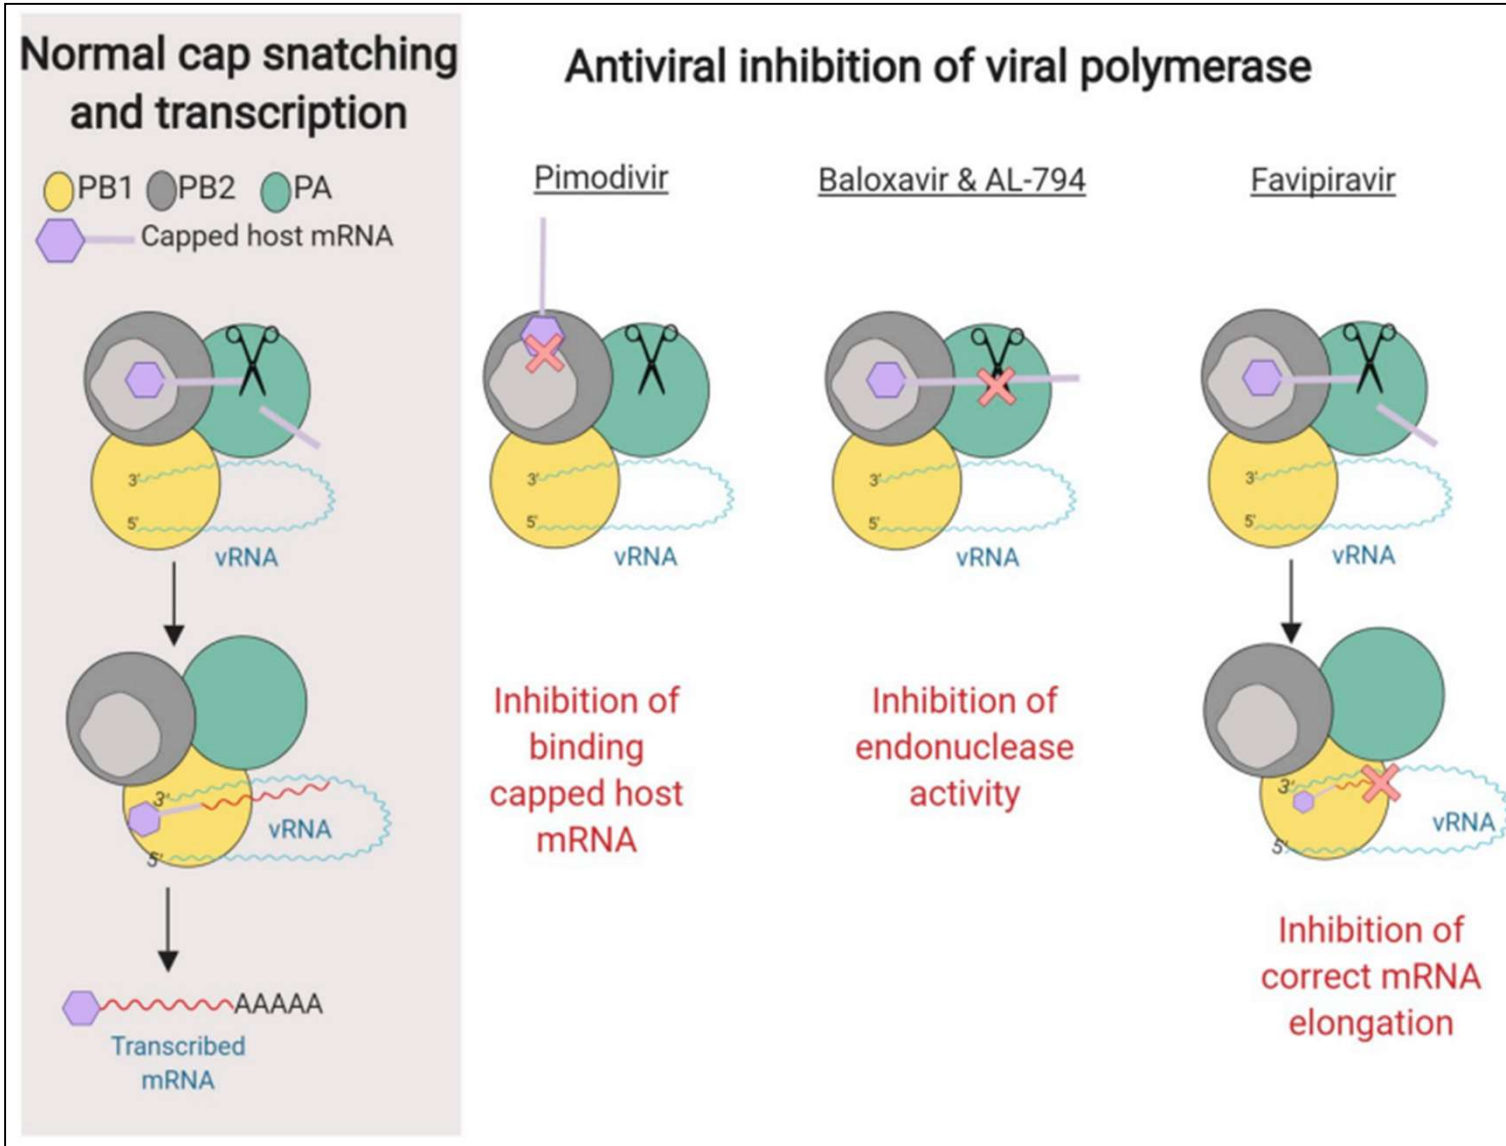 Normal cap snatching
and transcription
PB1 PB2 PA
Capped host mRNA
3'
5'
vRNA
3'
vRNA
5'
AAAAA
Transcribed
mRNA
Antiviral inhibition of viral polymerase
Pimodivir
3'
5'
vRNA
Inhibition of
binding
capped host
mRNA
Baloxavir & AL-794
3'
5'
vRNA
Inhibition of
endonuclease
activity
Favipiravir
3'
5'
vRNA
3'
vRNA
5'
Inhibition of
correct mRNA
elongation